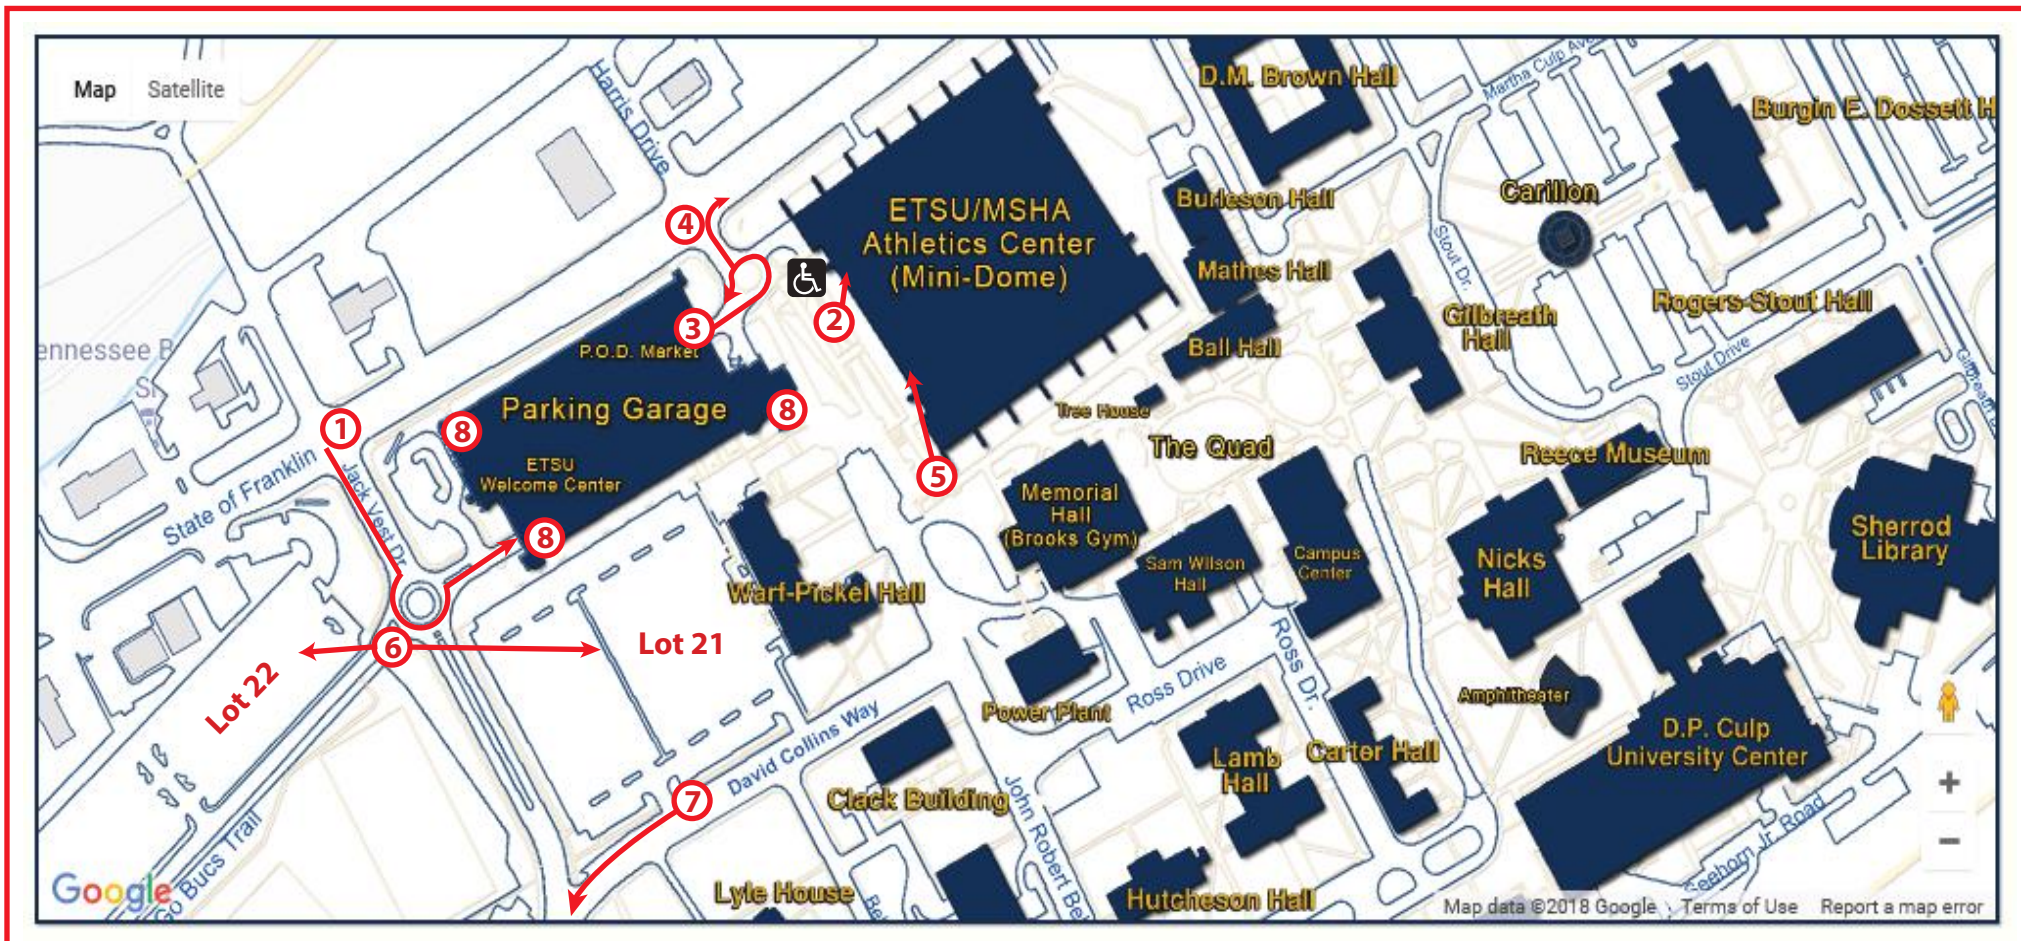 Map
Satellite
Harris Drive
D.M. Brown Hall
Martha Culp Ave
Burgin E. Dossett H
ETSU/MSHA
Athletics Center
(Mini-Dome)
Burleson Hall
Carillon
4
Stout Dr.
Mathes Hall
Gilbreath
Hall
Rogers-Stout Hall
3
2
ennessee B
P.O.D. Market
Ball Hall
Stout Drive
St
Parking Garage
8
Tree House
1
8
The Quad
Reece Museum
State of Franklin
Jack Vest Dr.
ETSU
Welcome Center
5
Memorial
Hall
(Brooks Gym)
8
Sam Wilson
Hall
Campus
Center
Nicks
Hall
Sherrod
Library
Warf-Pickel Hall
6
Lot 21
Lot 22
Ross Drive
Ross Dr.
Power Plant
Amphitheater
D.P. Culp
University Center
David Collins Way
Lamb
Hall
Carter Hall
7
Clack Building
John Robert Bel
+
−
Seehorn Jr. Road
Go Bucs Trail
Google
Lyle House
Bel
Hutcheson Hall
Map data ©2018 Google
Terms of Use
Report a map error